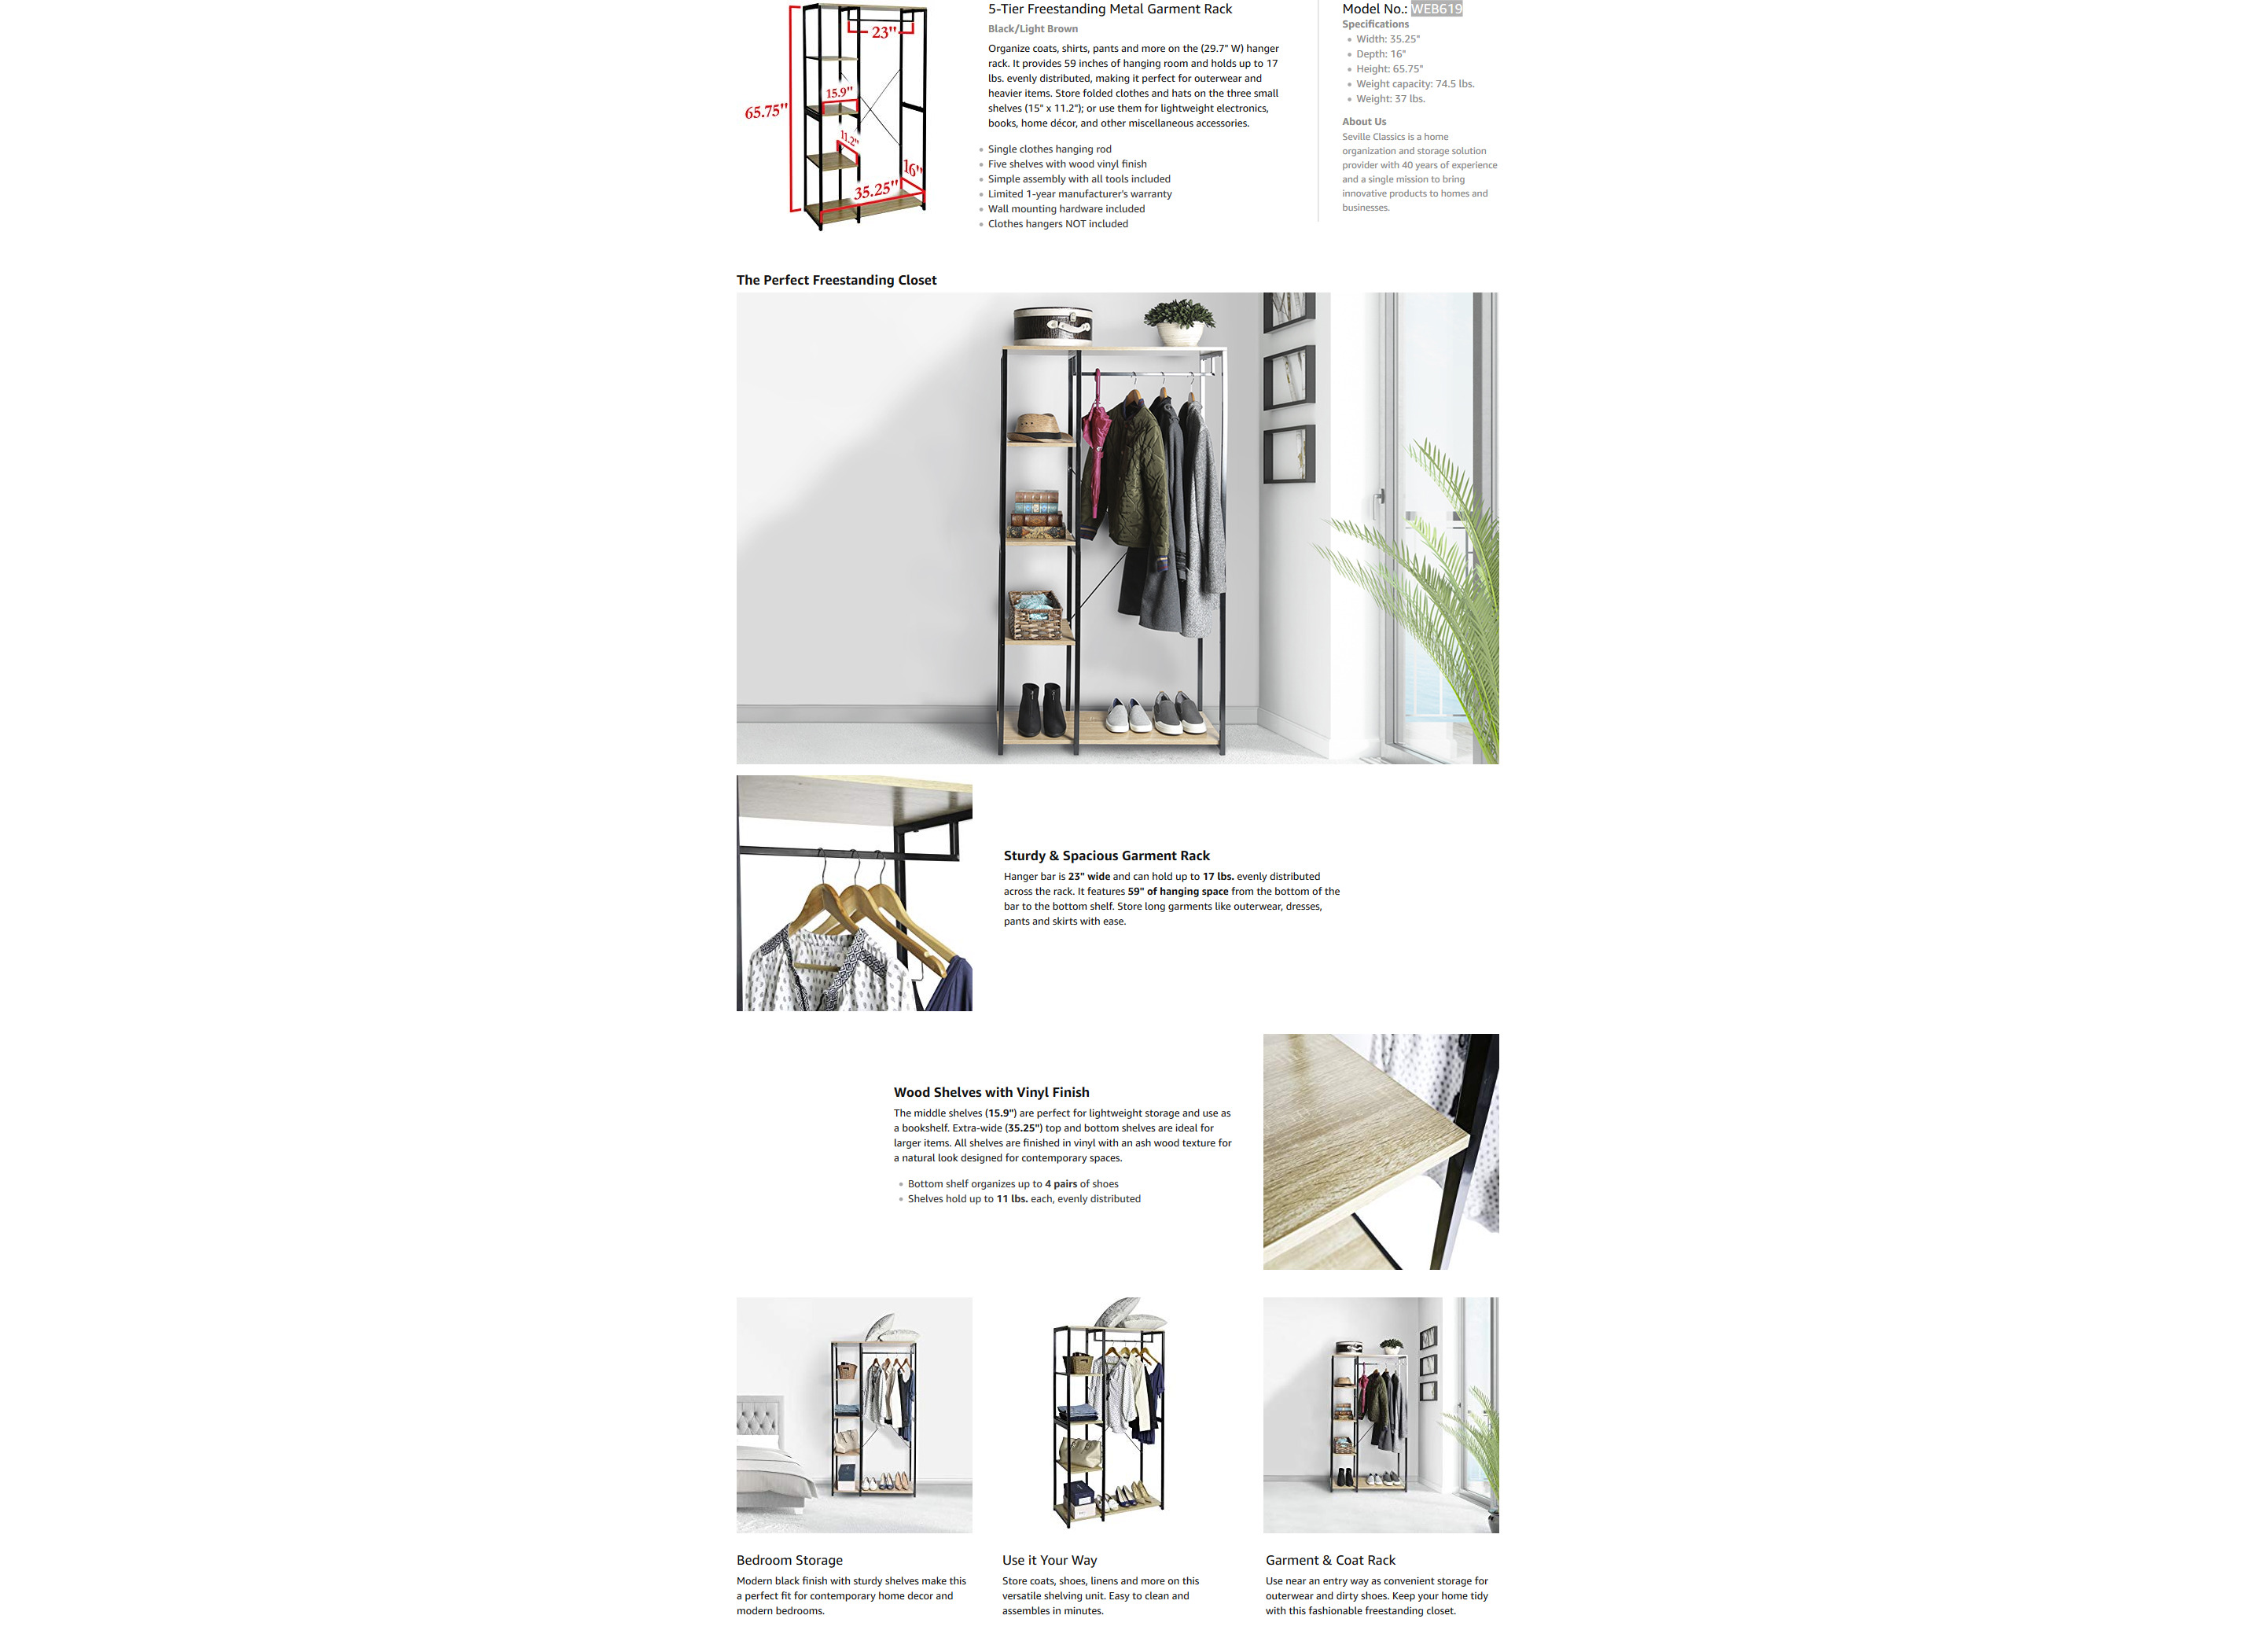 65.75"
23"
15.9"
11.2"
16"
35.25"
5-Tier Freestanding Metal Garment Rack
Black/Light Brown
Organize coats, shirts, pants and more on the (29.7" W) hanger
rack. It provides 59 inches of hanging room and holds up to 17
lbs. evenly distributed, making it perfect for outerwear and
heavier items. Store folded clothes and hats on the three small
shelves (15" x 11.2"); or use them for lightweight electronics,
books, home décor, and other miscellaneous accessories.
Single clothes hanging rod
Five shelves with wood vinyl finish
Simple assembly with all tools included
Limited 1-year manufacturer's warranty
Wall mounting hardware included
Clothes hangers NOT included
Model No.: WEB619
Specifications
Width: 35.25"
Depth: 16"
Height: 65.75"
Weight capacity: 74.5 lbs.
Weight: 37 lbs.
About Us
Seville Classics is a home
organization and storage solution
provider with 40 years of experience
and a single mission to bring
innovative products to homes and
businesses.
The Perfect Freestanding Closet
Sturdy & Spacious Garment Rack
Hanger bar is 23" wide and can hold up to 17 lbs. evenly distributed
across the rack. It features 59" of hanging space from the bottom of the
bar to the bottom shelf. Store long garments like outerwear, dresses,
pants and skirts with ease.
Wood Shelves with Vinyl Finish
The middle shelves (15.9") are perfect for lightweight storage and use as
a bookshelf. Extra-wide (35.25") top and bottom shelves are ideal for
larger items. All shelves are finished in vinyl with an ash wood texture for
a natural look designed for contemporary spaces.
Bottom shelf organizes up to 4 pairs of shoes
Shelves hold up to 11 lbs. each, evenly distributed
Bedroom Storage
Modern black finish with sturdy shelves make this
a perfect fit for contemporary home decor and
modern bedrooms.
Use it Your Way
Store coats, shoes, linens and more on this
versatile shelving unit. Easy to clean and
assembles in minutes.
Garment & Coat Rack
Use near an entry way as convenient storage for
outerwear and dirty shoes. Keep your home tidy
with this fashionable freestanding closet.